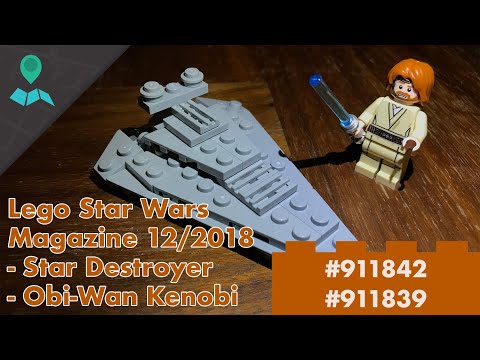 Lego Star Wars
Magazine 12/2018
- Star Destroyer
- Obi-Wan Kenobi
#911842
#911839